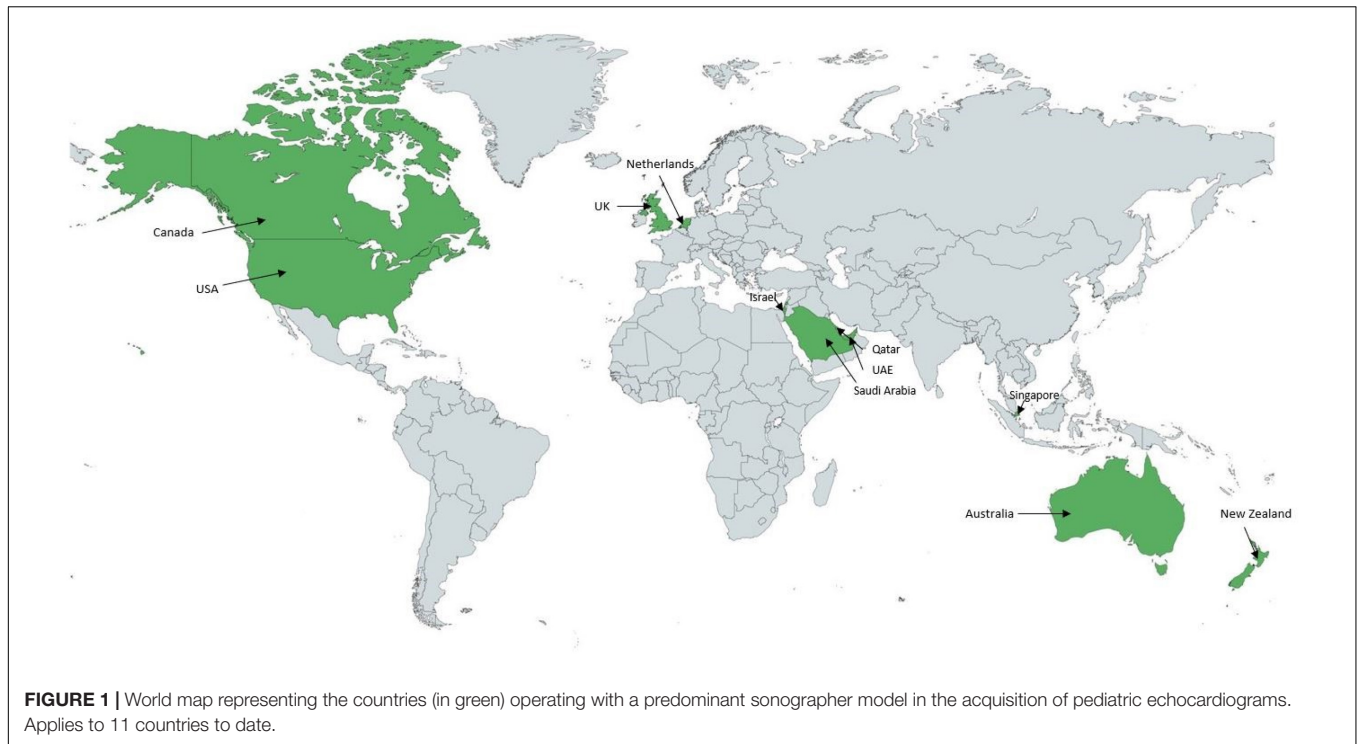 Netherlands
UK
Canada
USA
Israel
Qatar
UAE
Saudi Arabia
Singapore
Australia
New Zealand
FIGURE 1 | World map representing the countries (in green) operating with a predominant sonographer model in the acquisition of pediatric echocardiograms.
Applies to 11 countries to date.